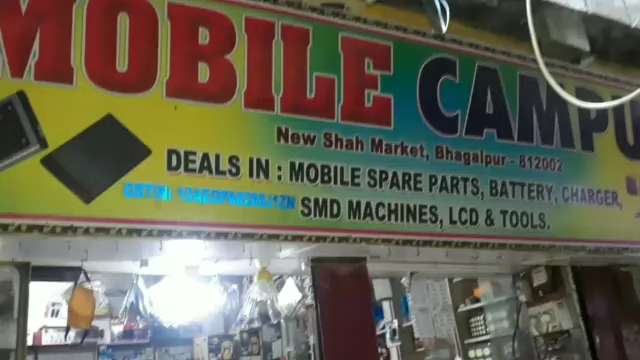 MOBILE CAMPU
New Shah Market, Bhagalpur - 812002
DEALS IN : MOBILE SPARE PARTS, BATTERY, CHARGER,
SMD MACHINES, LCD & TOOLS.